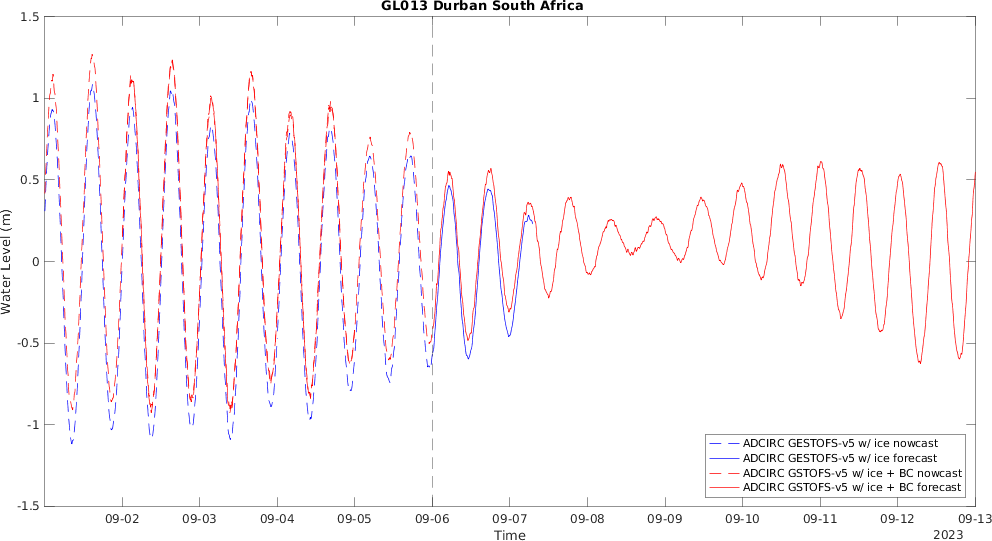 GL013 Durban South Africa
1.5
1
0.5
0
-0.5
-1
-1.5
Water Level (m)
09-02 09-03 09-04 09-05 09-06 09-07 09-08 09-09 09-10 09-11 09-12 09-13
Time
2023
ADCIRC GESTOFS-v5 w/ ice nowcast
ADCIRC GESTOFS-v5 w/ ice forecast
ADCIRC GSTOFS-v5 w/ ice + BC nowcast
ADCIRC GSTOFS-v5 w/ ice + BC forecast